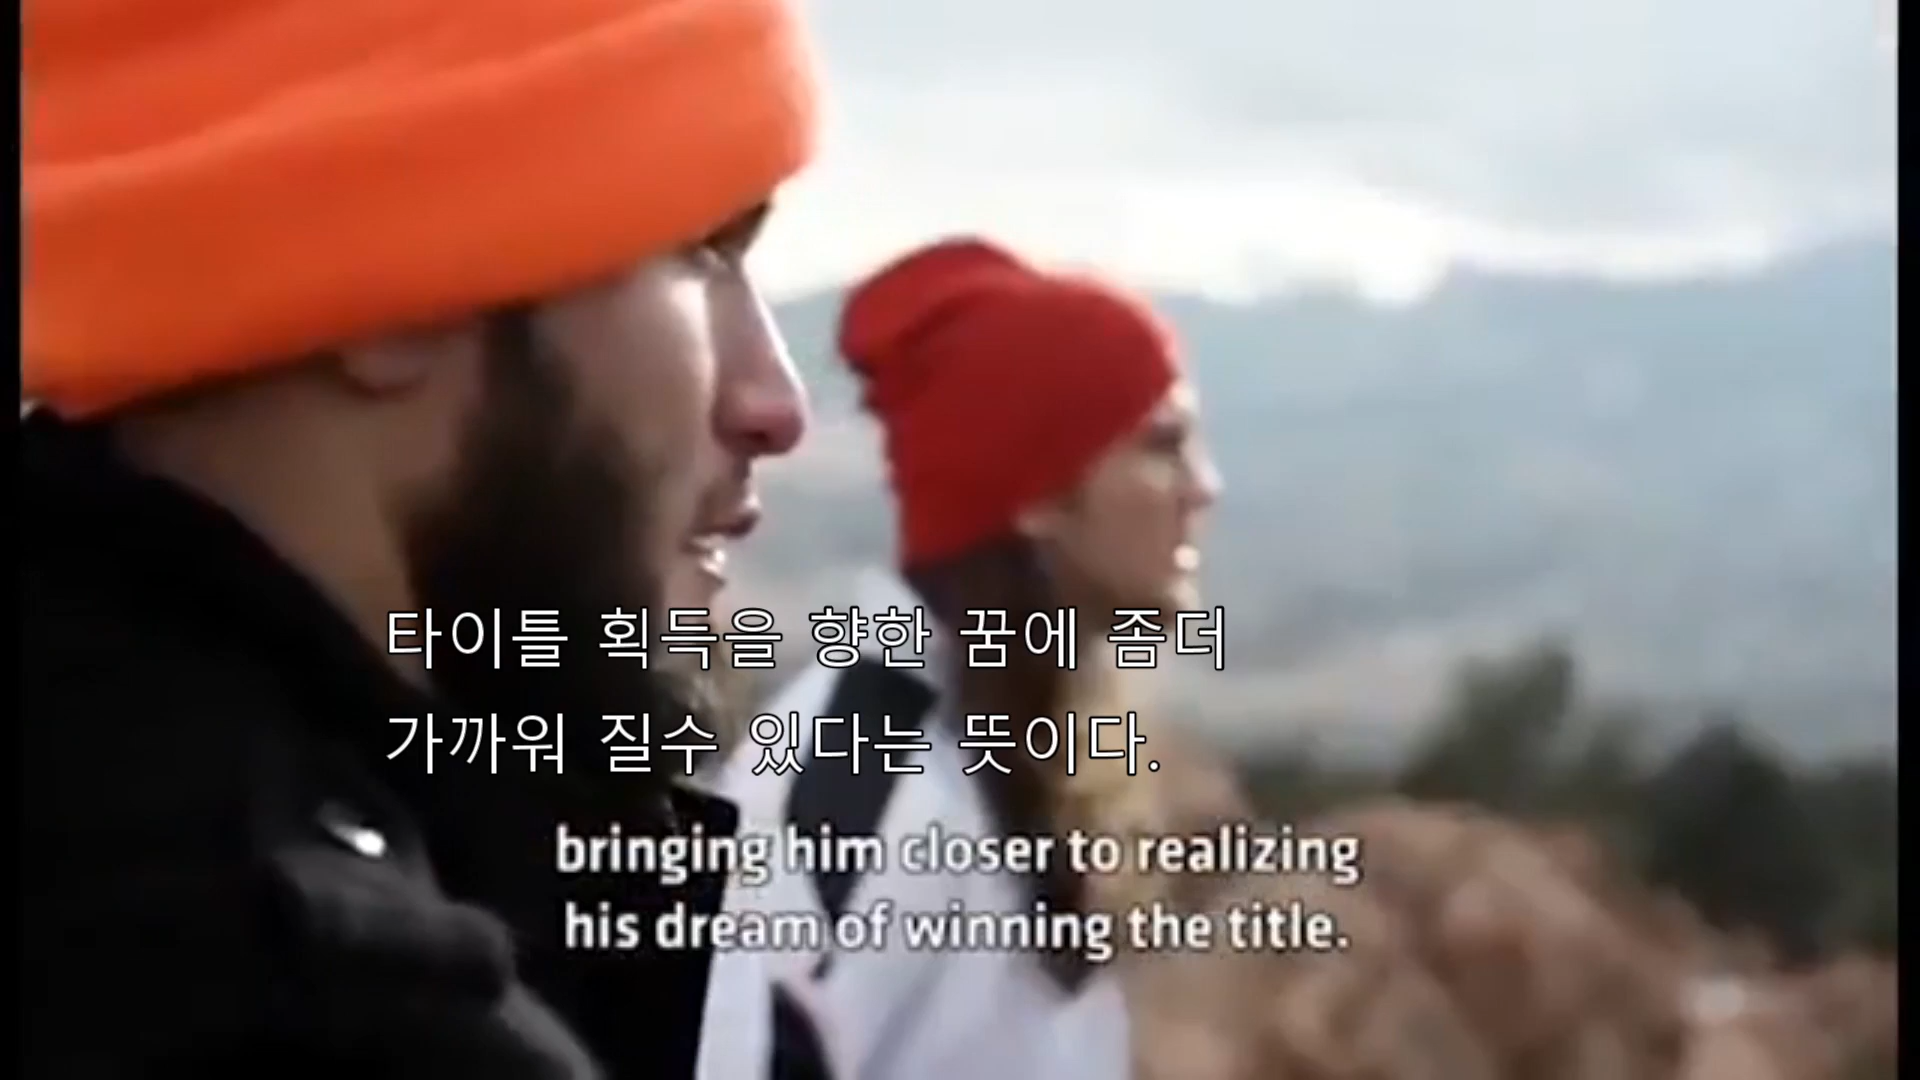 타이틀 획득을 향한 꿈에 좀더
가까워 질수 있다는 뜻이다.
bringing him closer to realizing
his dream of winning the title.